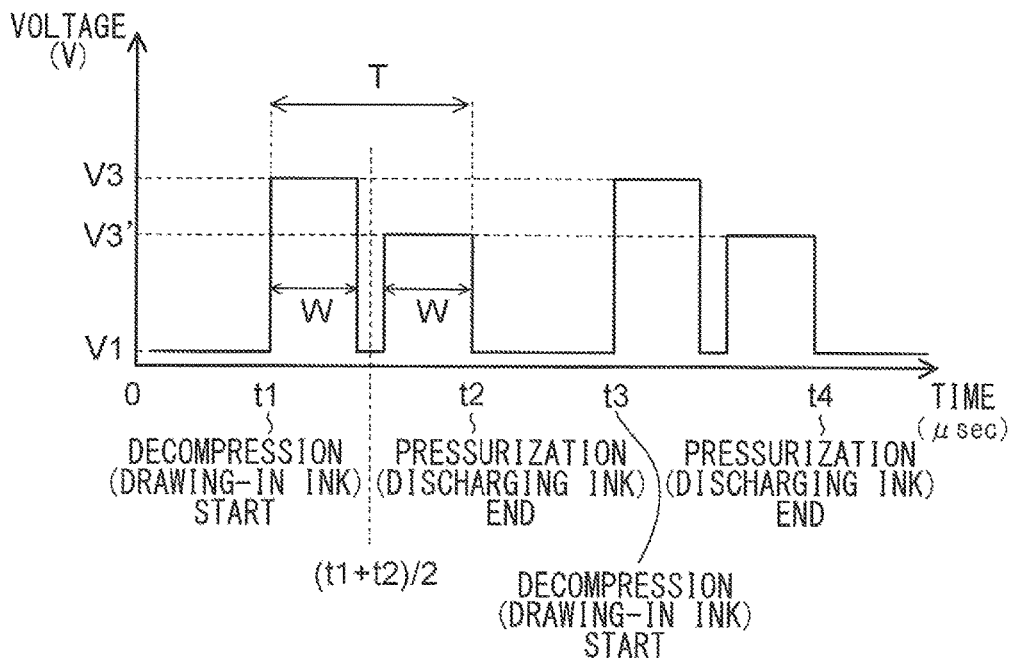 VOLTAGE
(V)
T
V3
V3'
W
W
V1
0
t1
t2
t3
t4
TIME
(μsec)
DECOMPRESSION
(DRAWING-IN INK)
START
PRESSURIZATION
(DISCHARGING INK)
END
PRESSURIZATION
(DISCHARGING INK)
END
(t1+t2)/2
DECOMPRESSION
(DRAWING-IN INK)
START